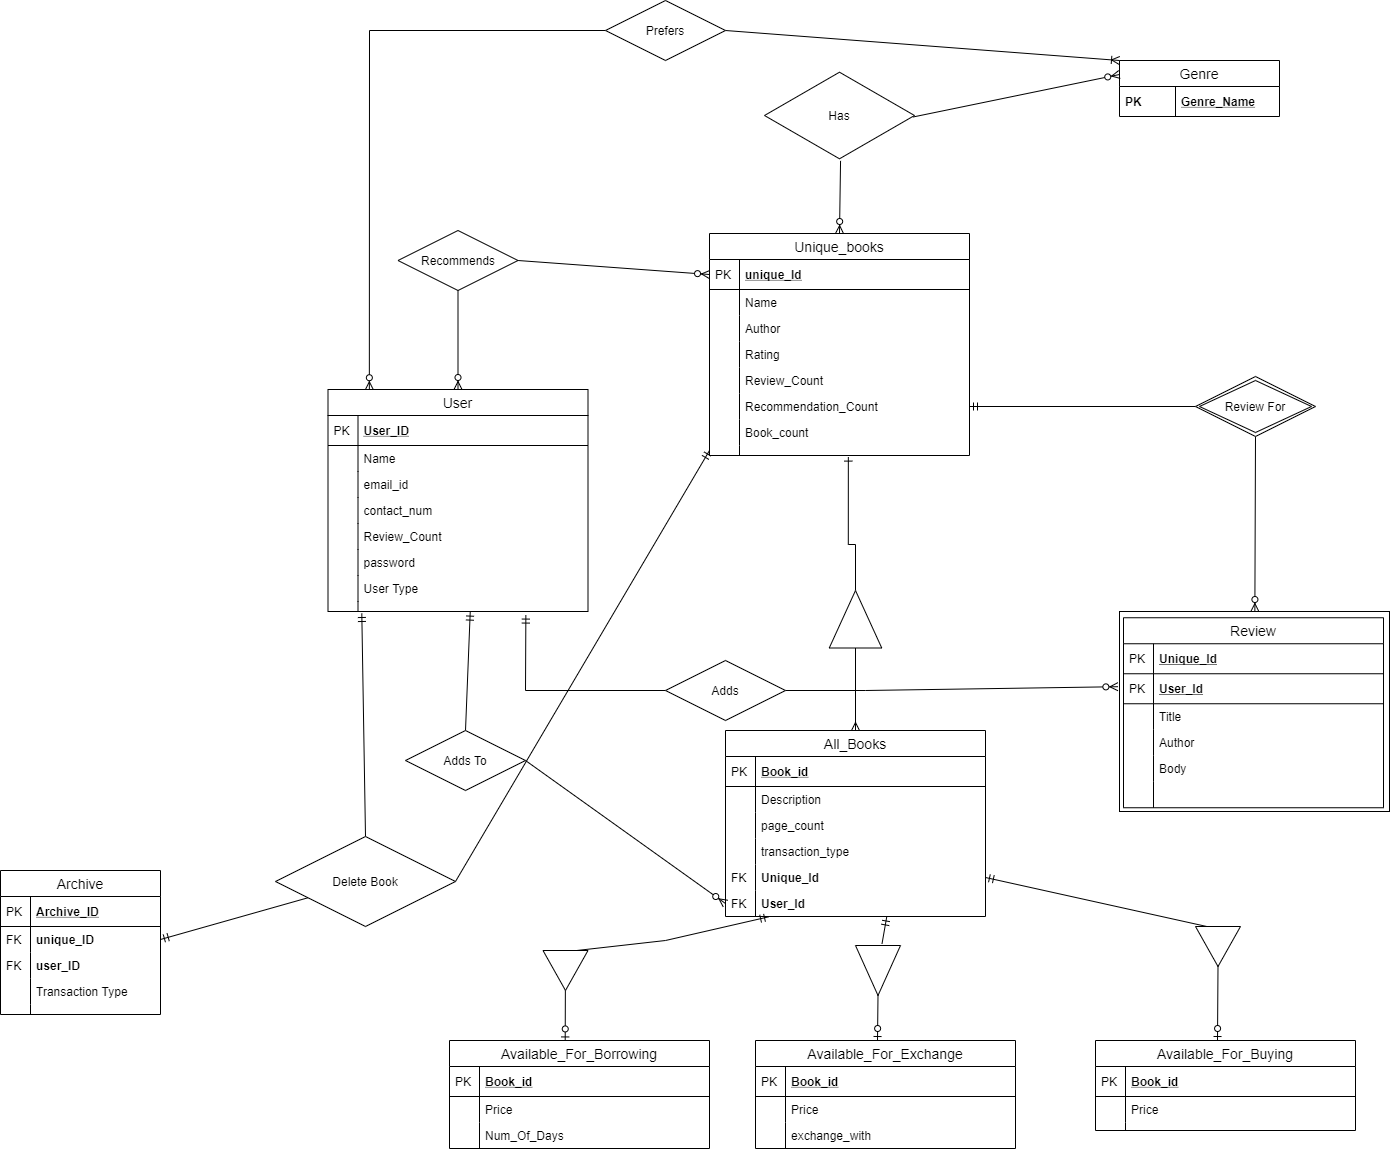 Prefers
Genre
PK Genre_Name
Has
Recommends
Unique_books
PK unique_Id
Name
Author
Rating
Review_Count
Recommendation_Count
Book_count
Review For
User
PK User_ID
Name
email_id
contact_num
Review_Count
password
User Type
Review
PK Unique_Id
PK User_Id
Title
Author
Body
Adds
Adds To
All_Books
PK Book_id
Description
page_count
transaction_type
FK Unique_Id
FK User_Id
Delete Book
Archive
PK Archive_ID
FK unique_ID
FK user_ID
Transaction Type
Available_For_Borrowing
PK Book_id
Price
Num_Of_Days
Available_For_Exchange
PK Book_id
Price
exchange_with
Available_For_Buying
PK Book_id
Price